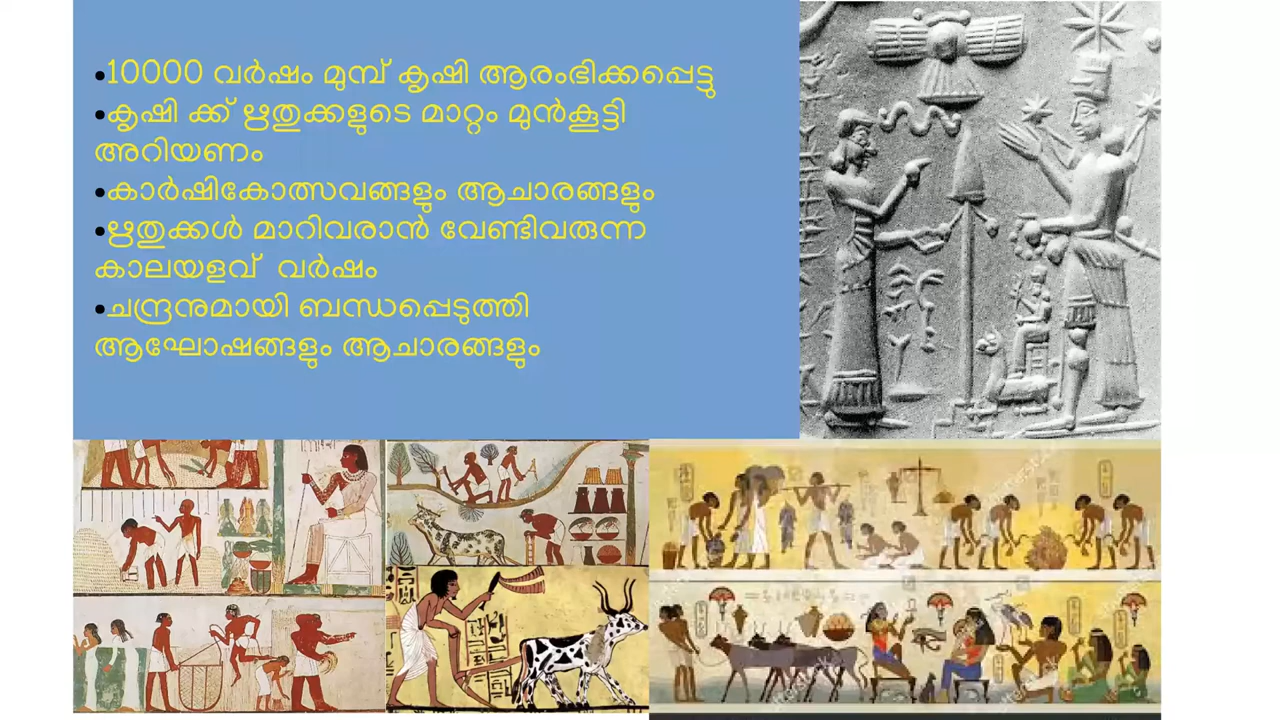 •10000 വർഷം മുമ്പ് കൃഷി ആരംഭിക്കപ്പെട്ടു
•കൃഷി ക്ക് ഋതുക്കളുടെ മാറ്റം മുൻകൂട്ടി
അറിയണം
•കാർഷികോത്സവങ്ങളും ആചാരങ്ങളും
•ഋതുക്കൾ മാറിവരാൻ വേണ്ടിവരുന്ന
കാലയളവ് വർഷം
•ചന്ദ്രനുമായി ബന്ധപ്പെടുത്തി
ആഘോഷങ്ങളും ആചാരങ്ങളും